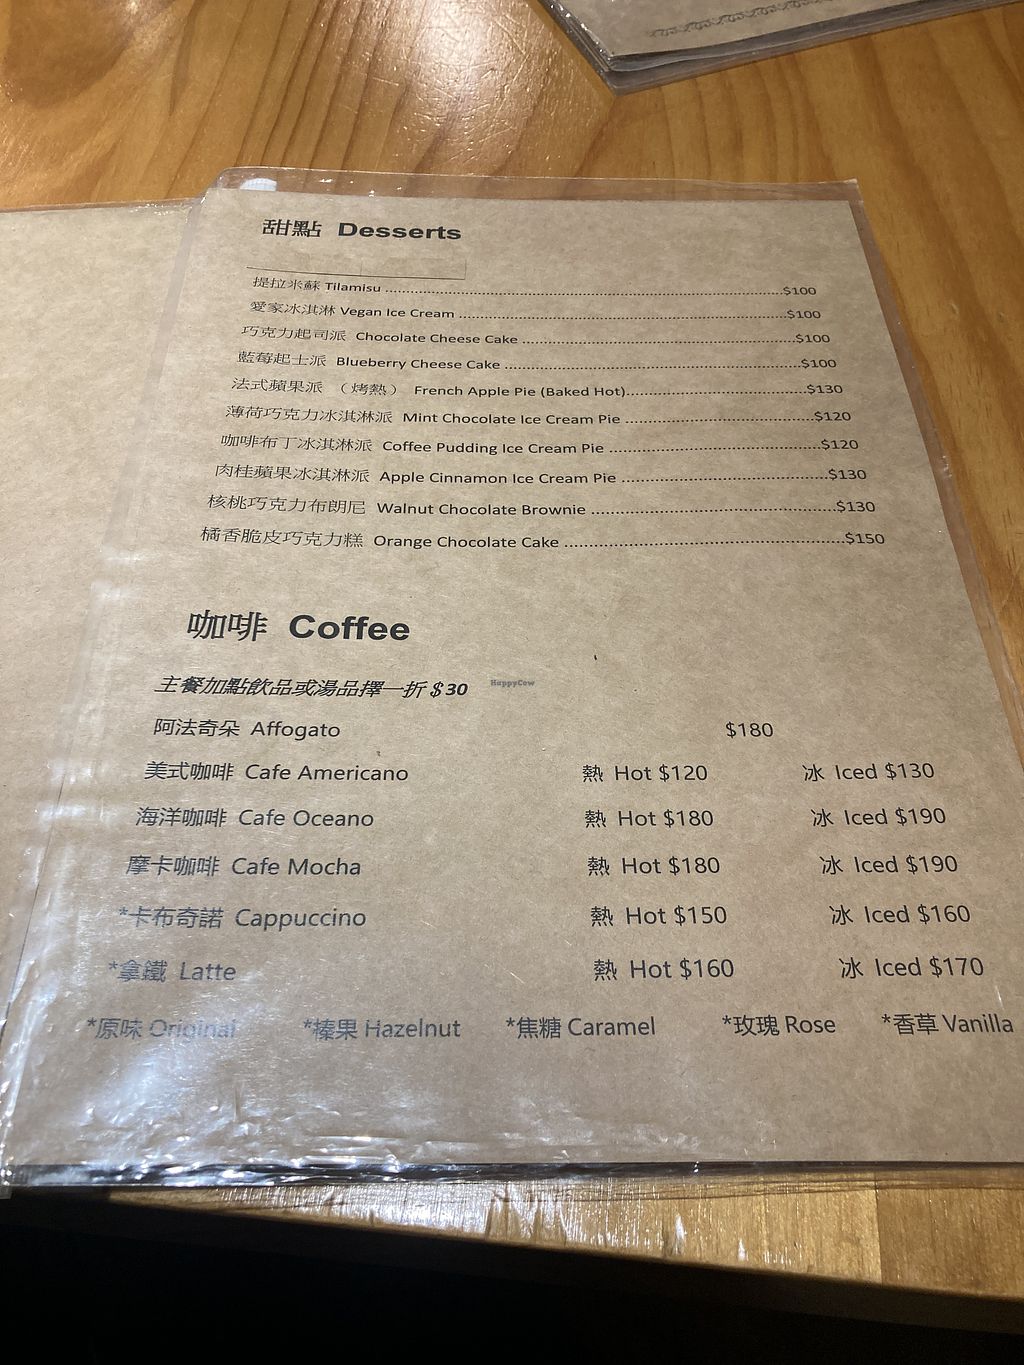 甜點 Desserts
提拉米蘇 Tilamisu ........................................$100
愛家冰淇淋 Vegan Ice Cream ........................................$100
巧克力起司派 Chocolate Cheese Cake ........................................$100
藍莓起士派 Blueberry Cheese Cake ........................................$100
法式蘋果派 （烤熱） French Apple Pie (Baked Hot)........................................$130
薄荷巧克力冰淇淋派 Mint Chocolate Ice Cream Pie ........................................$120
咖啡布丁冰淇淋派 Coffee Pudding Ice Cream Pie ........................................$120
肉桂蘋果冰淇淋派 Apple Cinnamon Ice Cream Pie ........................................$130
核桃巧克力布朗尼 Walnut Chocolate Brownie ........................................$130
橘香脆皮巧克力糕 Orange Chocolate Cake ........................................$150
咖啡 Coffee
主餐加點飲品或湯品擇一折 $30
HappyCow
阿法奇朵 Affogato $180
美式咖啡 Cafe Americano 熱 Hot $120 冰 Iced $130
海洋咖啡 Cafe Oceano 熱 Hot $180 冰 Iced $190
摩卡咖啡 Cafe Mocha 熱 Hot $180 冰 Iced $190
*卡布奇諾 Cappuccino 熱 Hot $150 冰 Iced $160
*拿鐵 Latte 熱 Hot $160 冰 Iced $170
*原味 Original *榛果 Hazelnut *焦糖 Caramel *玫瑰 Rose *香草 Vanilla